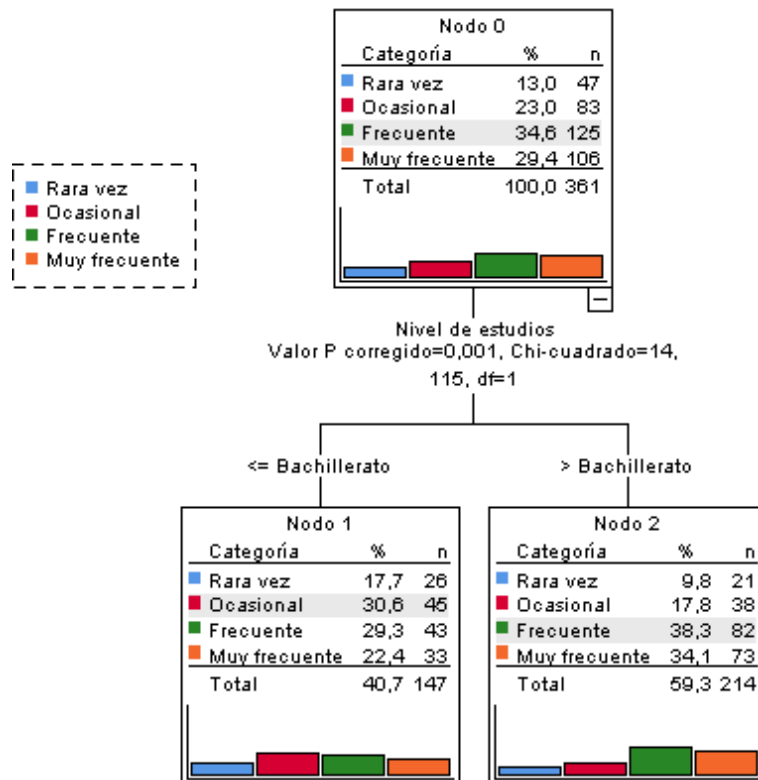 Nodo 0
Categoría % n
Rara vez 13,0 47
Ocasional 23,0 83
Frecuente 34,6 125
Muy frecuente 29,4 106
Total 100,0 361
Rara vez
Ocasional
Frecuente
Muy frecuente
Nivel de estudios
Valor P corregido=0,001, Chi-cuadrado=14,
115, df=1
<= Bachillerato
> Bachillerato
Nodo 1
Categoría % n
Rara vez 17,7 26
Ocasional 30,6 45
Frecuente 29,3 43
Muy frecuente 22,4 33
Total 40,7 147
Nodo 2
Categoría % n
Rara vez 9,8 21
Ocasional 17,8 38
Frecuente 38,3 82
Muy frecuente 34,1 73
Total 59,3 214